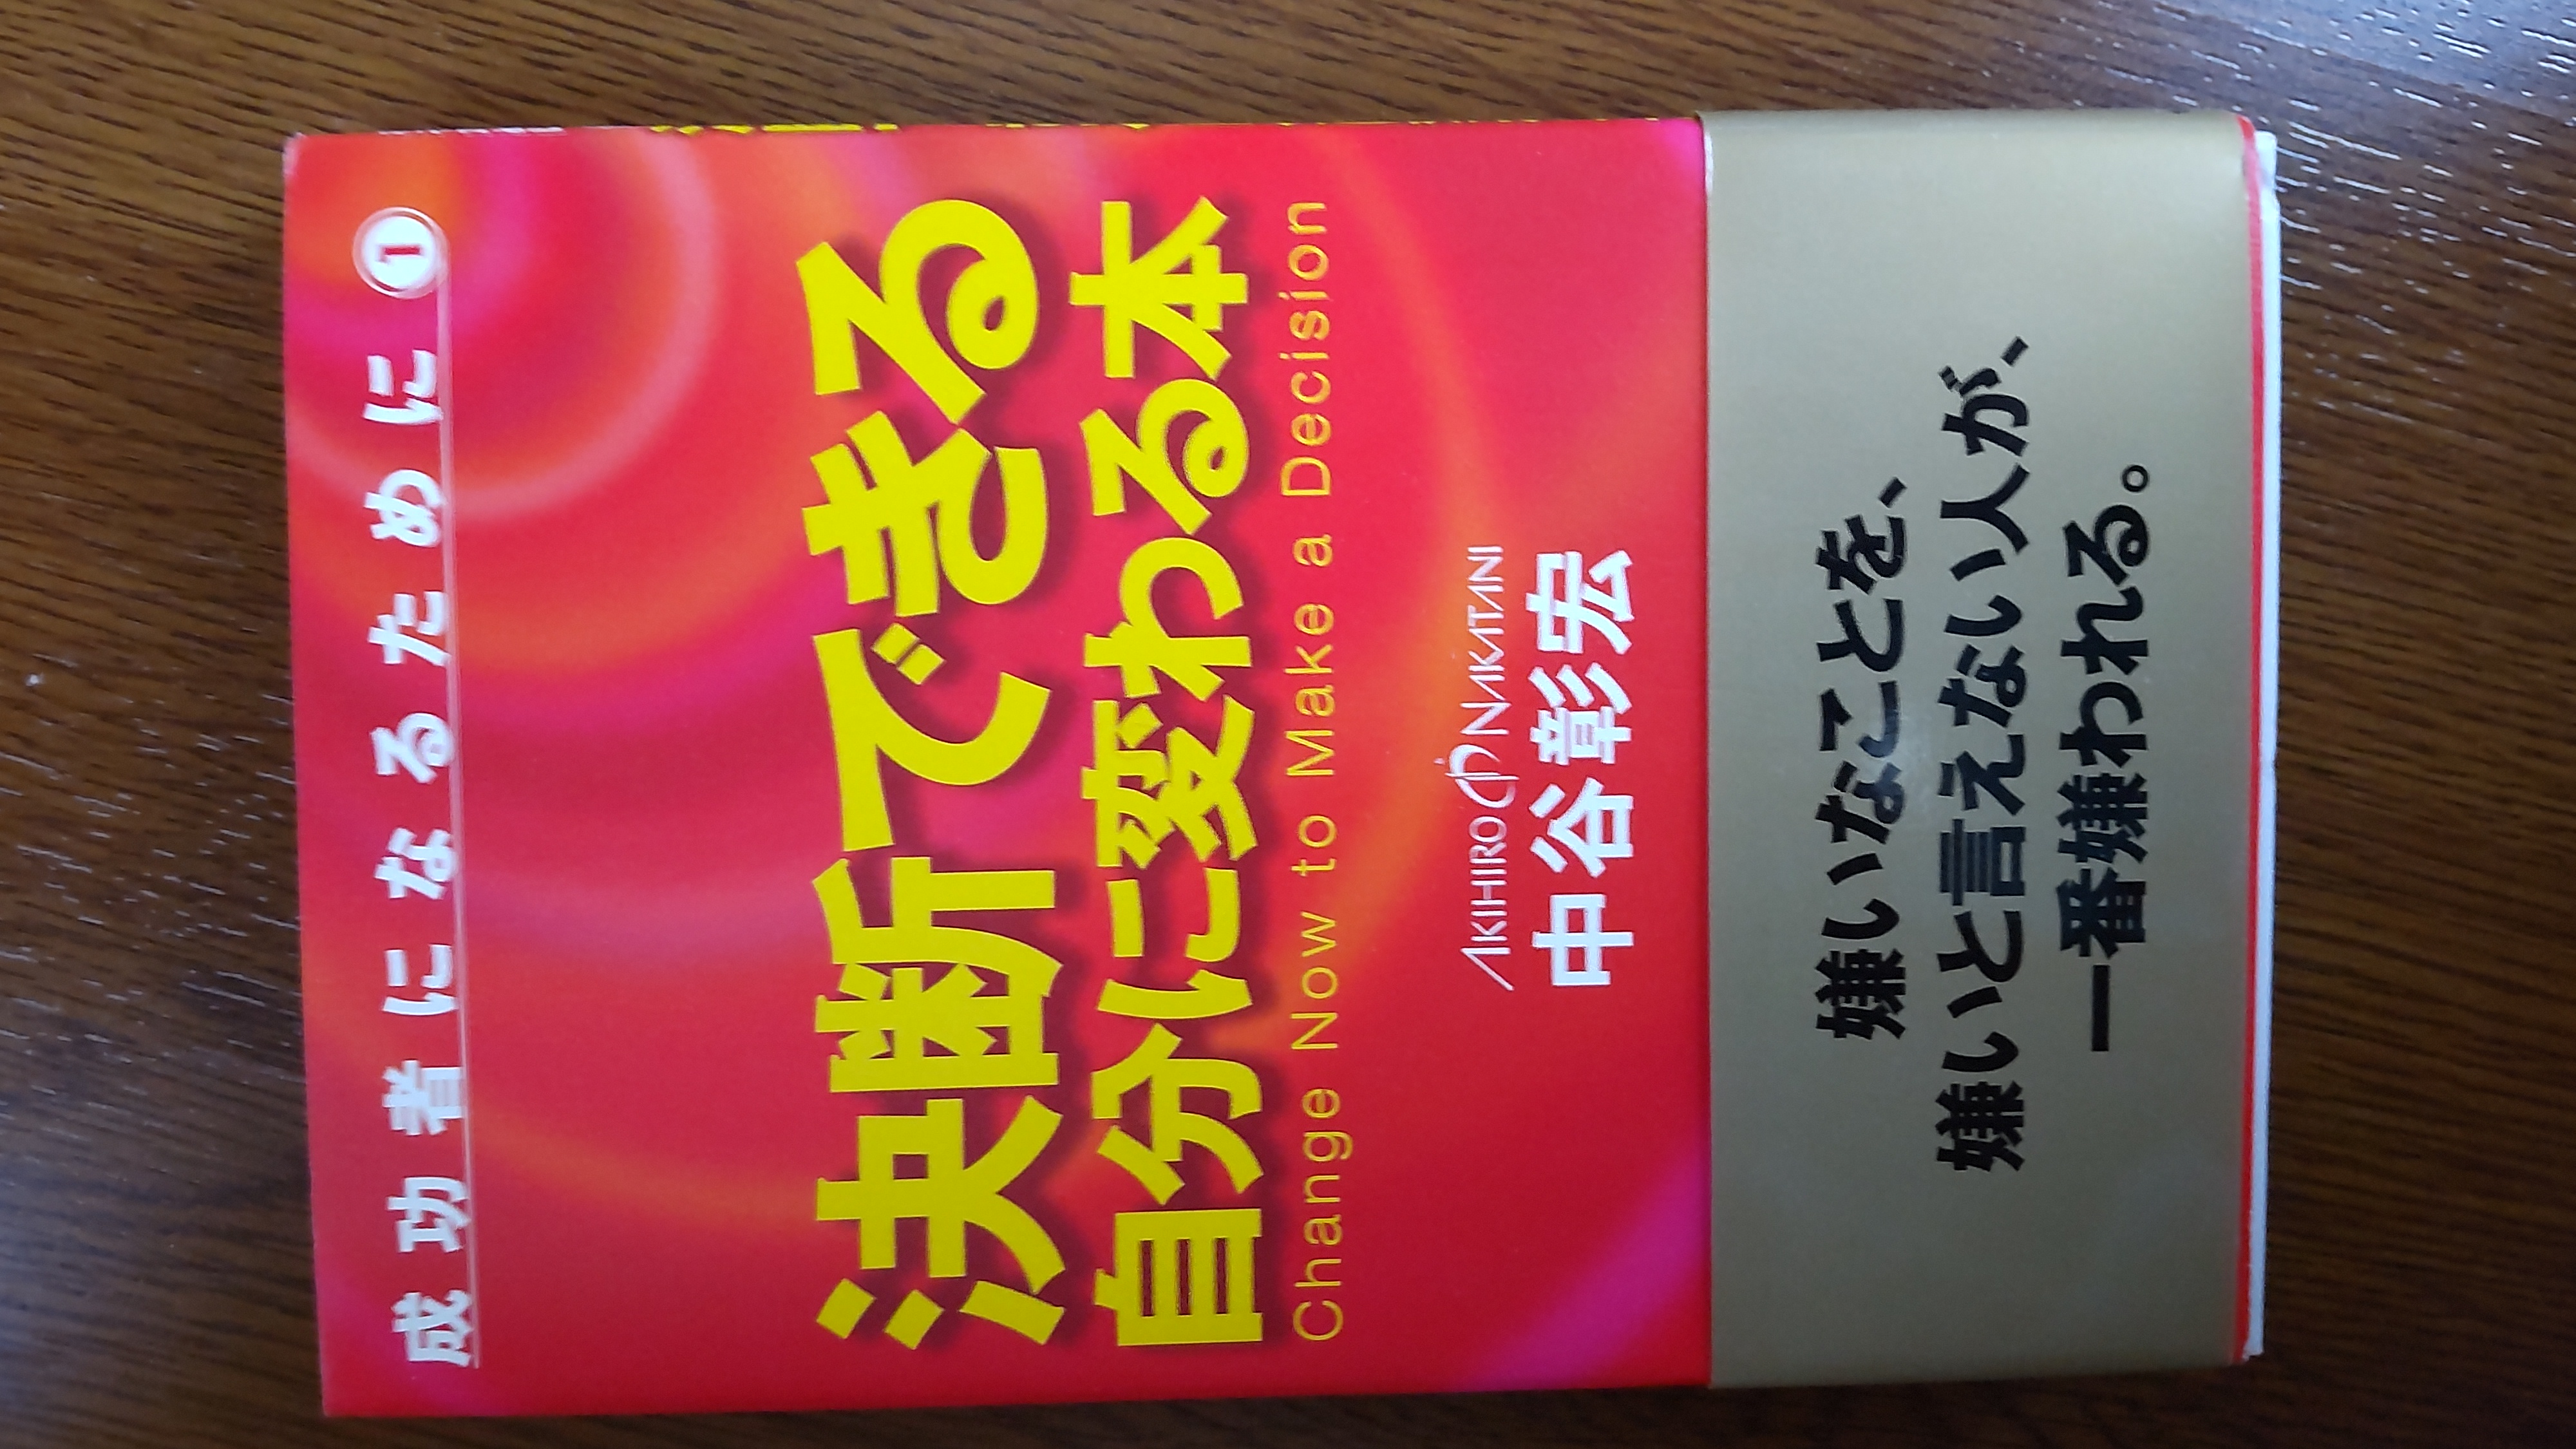 成功者になるために①
決断できる
自分に変わる本
Change Now to Make a Decision
AKIHIRO NAKATANI
中谷彰宏
嫌いなことを、
嫌いと言えない人が、
一番嫌われる。